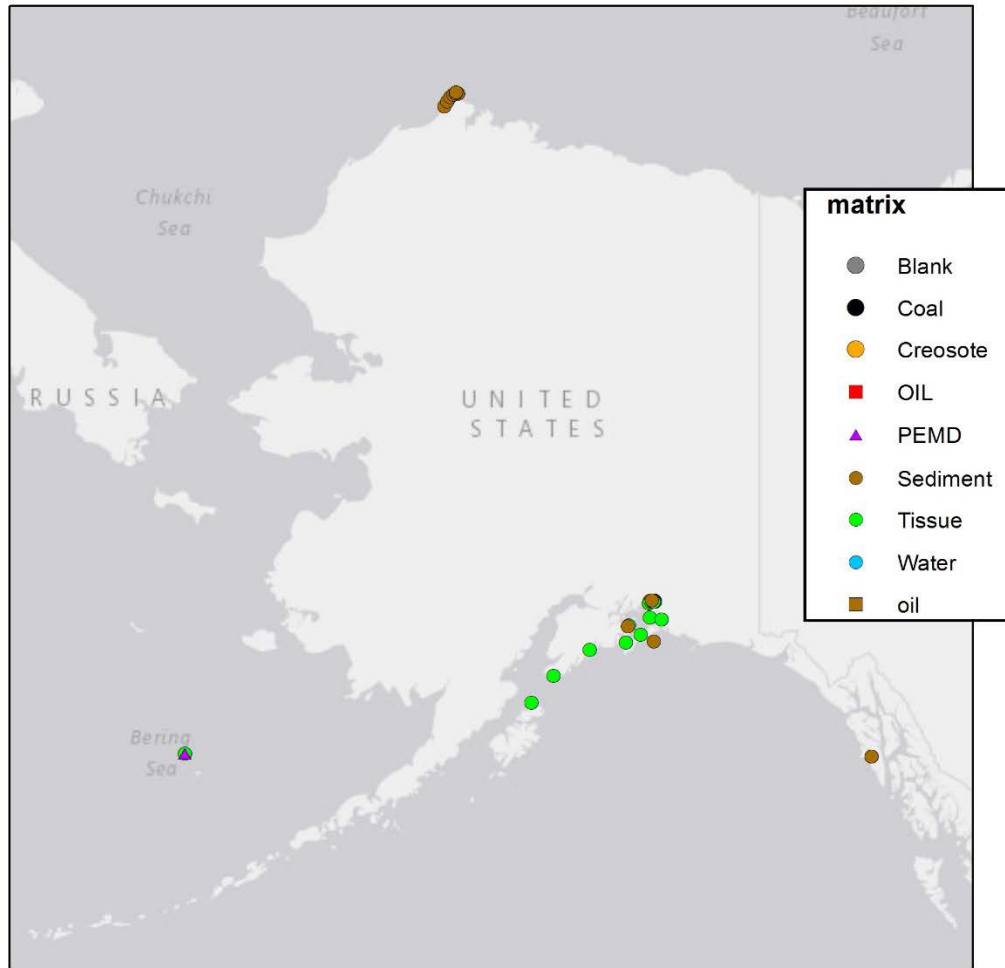 Beaufort
Sea
Chukchi
Sea
matrix
Blank
Coal
Creosote
OIL
PEMD
Sediment
Tissue
Water
oil
RUSSIA
UNITED
STATES
Bering
Sea